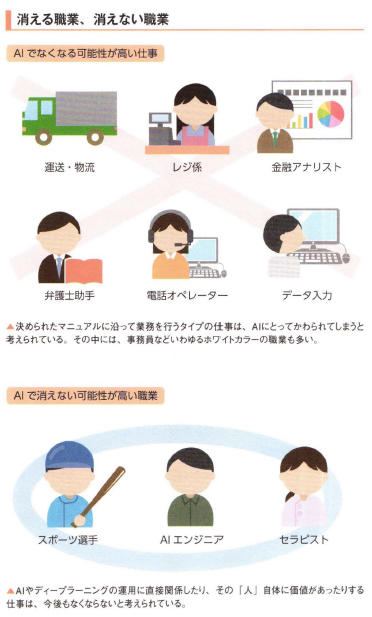 消える職業、消えない職業
AIでなくなる可能性が高い仕事
運送・物流
レジ係
金融アナリスト
弁護士助手
電話オペレーター
データ入力
▲決められたマニュアルに沿って業務を行うタイプの仕事は、AIにとってかわられてしまうと
考えられている。その中には、事務員などいわゆるホワイトカラーの職業も多い。
AIで消えない可能性が高い職業
スポーツ選手
AIエンジニア
セラピスト
▲AIやディープラーニングの運用に直接関係したり、その「人」自体に価値があったりする
仕事は、今後もなくならないと考えられている。